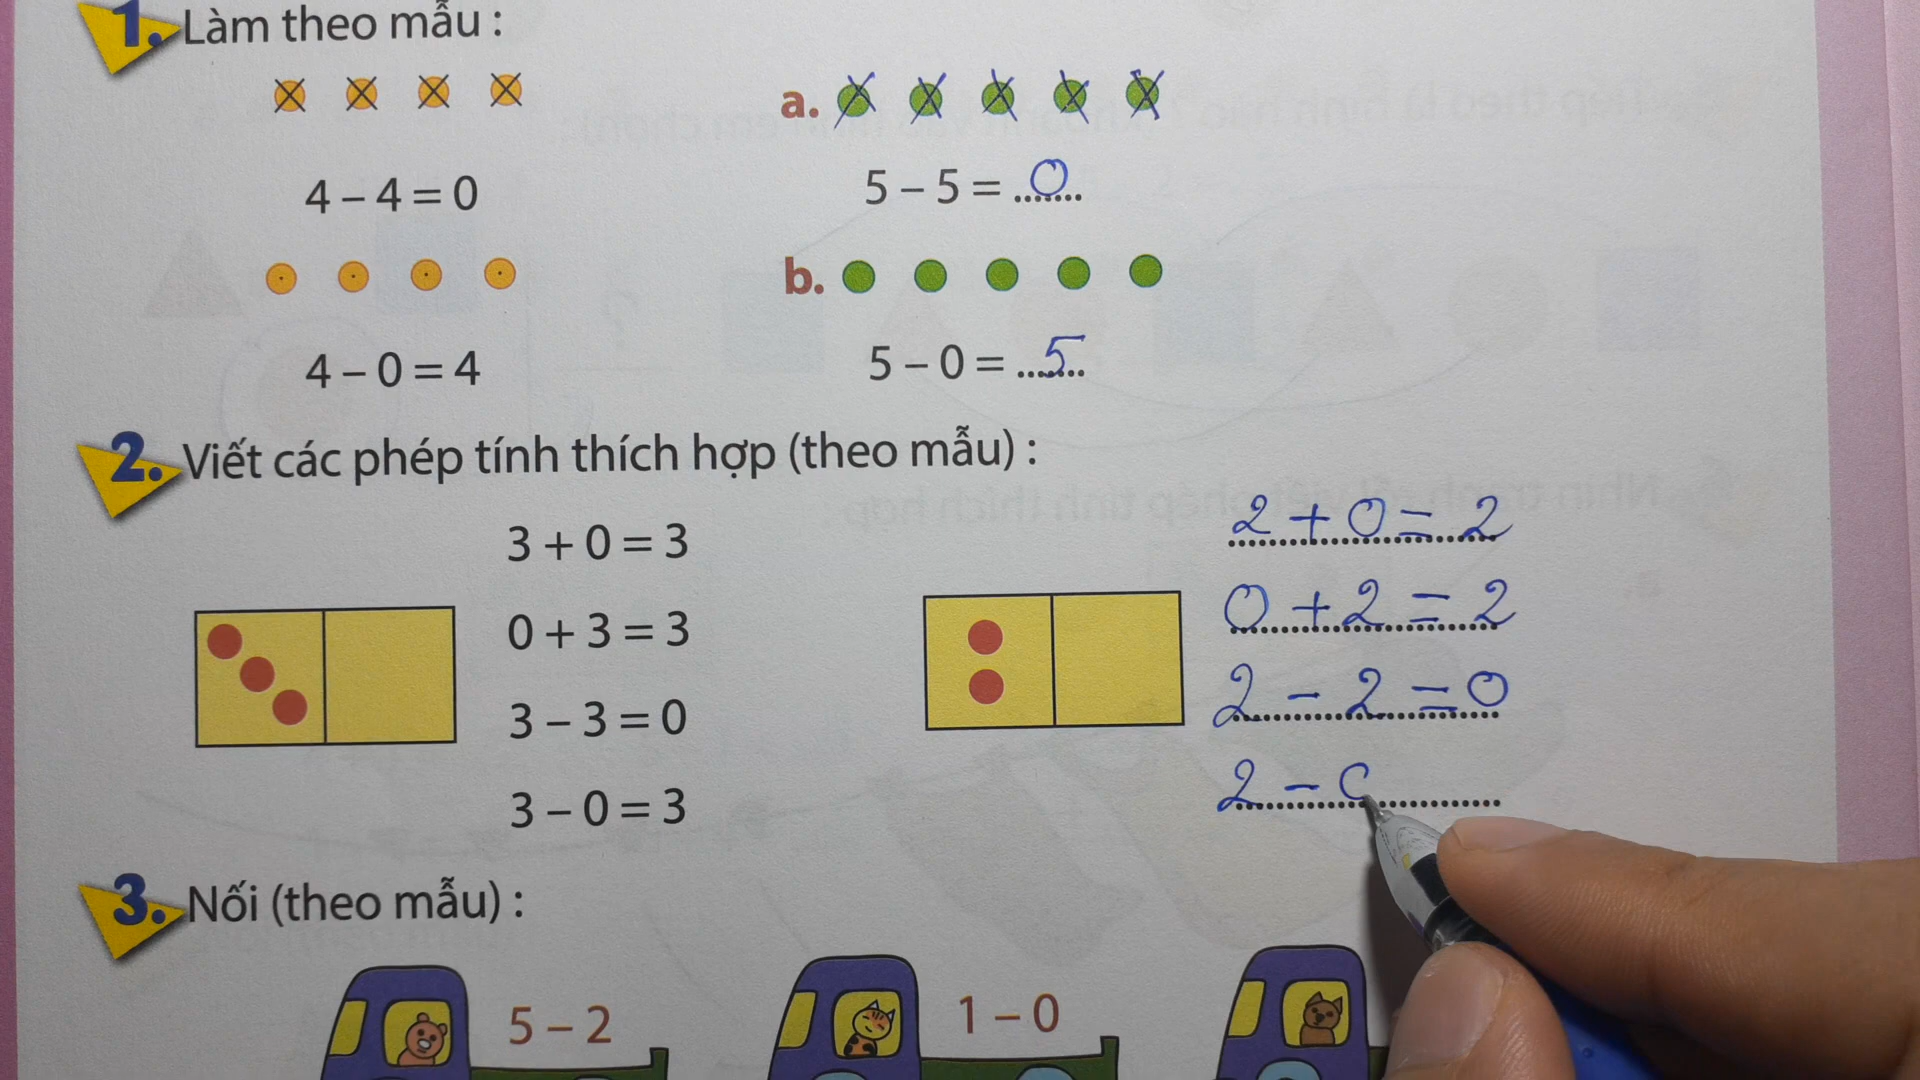 1. Làm theo mẫu :
a.
4 – 4 = 0
5 – 5 = 0
b.
4 – 0 = 4
5 – 0 = 5
2. Viết các phép tính thích hợp (theo mẫu) :
3 + 0 = 3
0 + 3 = 3
3 – 3 = 0
3 – 0 = 3
2 + 0 = 2
0 + 2 = 2
2 – 2 = 0
2 –
3. Nối (theo mẫu) :
5 – 2
1 – 0